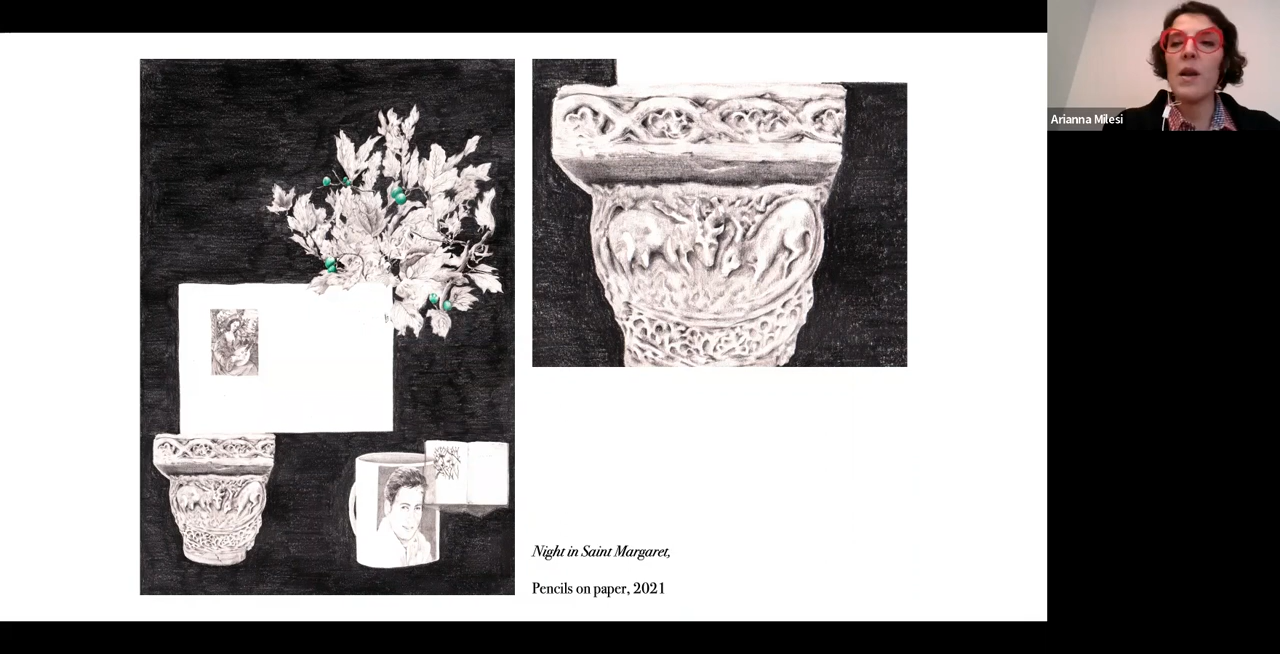 Arianna Milesi
Night in Saint Margaret,
Pencils on paper, 2021